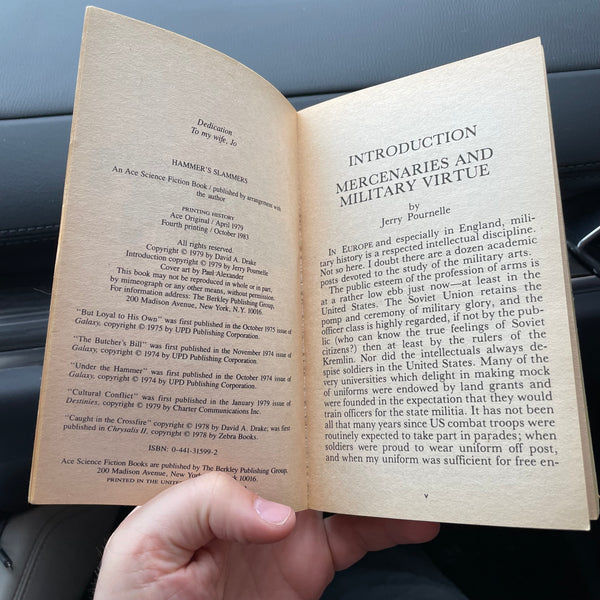 Dedication
To my wife, Jo
HAMMER'S SLAMMERS
An Ace Science Fiction Book / published by arrangement with
the author
PRINTING HISTORY
Ace Original / April 1979
Fourth printing / October 1983
All rights reserved.
Copyright © 1979 by David A. Drake
Introduction copyright © 1979 by Jerry Pournelle
Cover art by Paul Alexander
This book may not be reproduced in whole or in part,
by mimeograph or any other means, without permission.
For information address: The Berkley Publishing Group,
200 Madison Avenue, New York, N.Y. 10016.
"But Loyal to His Own" was first published in the October 1975 issue of
Galaxy, copyright © 1975 by UPD Publishing Corporation.
"The Butcher's Bill" was first published in the November 1974 issue of
Galaxy, copyright © 1974 by UPD Publishing Corporation.
"Under the Hammer" was first published in the October 1974 issue of
Galaxy, copyright © 1974 by UPD Publishing Corporation.
"Cultural Conflict" was first published in the January 1979 issue of
Destinies, copyright © 1979 by Charter Communications Inc.
"Caught in the Crossfire" copyright © 1978 by David A. Drake; was first
published in Chrysalis II, copyright © 1978 by Zebra Books.
ISBN: 0-441-31599-2
Ace Science Fiction Books are published by The Berkley Publishing Group,
200 Madison Avenue, New York, New York 10016.
PRINTED IN THE UNITED
INTRODUCTION
MERCENARIES AND
MILITARY VIRTUE
by
Jerry Pournelle
IN EUROPE and especially in England, mili-
tary history is a respected intellectual discipline.
Not so here. I doubt there are a dozen academic
posts devoted to the study of the military arts.
The public esteem of the profession of arms is
at a rather low ebb just now—at least in the
United States. The Soviet Union retains the
pomp and ceremony of military glory, and the
officer class is highly regarded, if not by the pub-
lic (who can know the true feelings of Soviet
citizens?) then at least by the rulers of the
Kremlin. Nor did the intellectuals always de-
spise soldiers in the United States. Many of the
very universities which delight in making mock
of uniforms were endowed by land grants and
were founded in the expectation that they would
train officers for the state militia. It has not been
all that many years since US combat troops were
routinely expected to take part in parades; when
soldiers were proud to wear uniform off post,
and when my uniform was sufficient for free en-
v